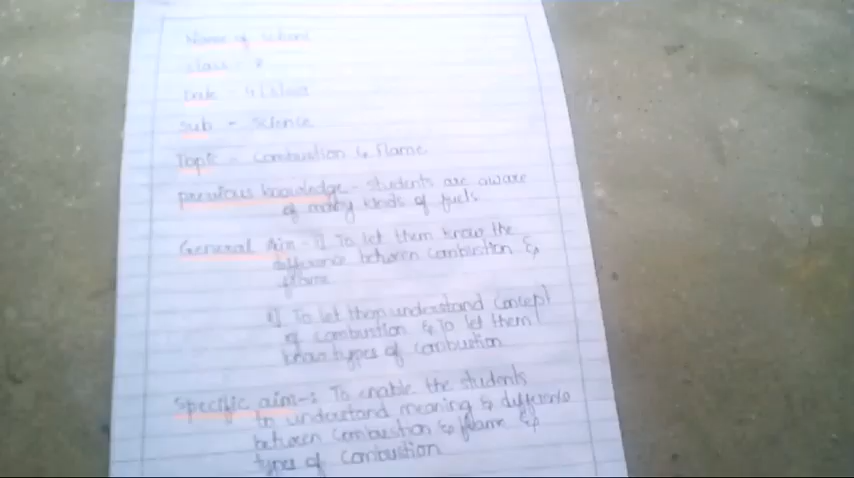 Name of school
class - 8
Date -
Sub - Science
Topic - Combustion & flame
previous knowledge - Students are aware
of many kinds of fuels
General Aim - i) To let them know the
difference between combustion &
flame
To let them understand concept
of combustion & to let them
know types of combustion
Specific aim - : To enable the students
to understand meaning & difference
between combustion & flame &
types of combustion